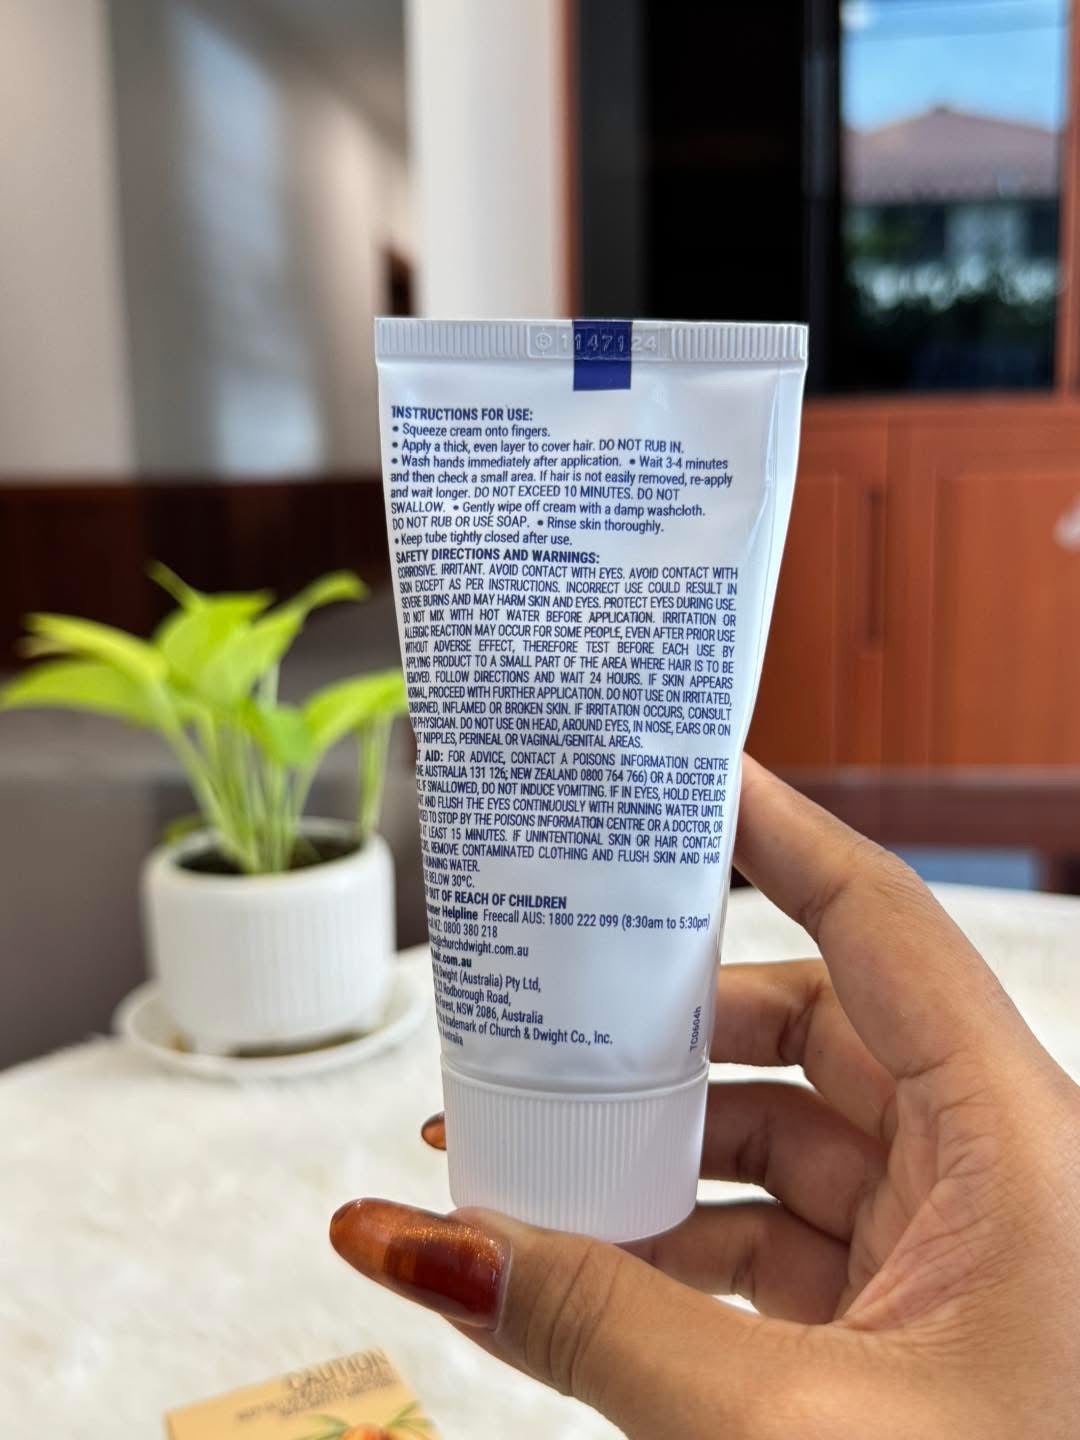 1147124
INSTRUCTIONS FOR USE:
• Squeeze cream onto fingers.
• Apply a thick, even layer to cover hair. DO NOT RUB IN.
• Wash hands immediately after application. • Wait 3-4 minutes
and then check a small area. If hair is not easily removed, re-apply
and wait longer. DO NOT EXCEED 10 MINUTES. DO NOT
SWALLOW. • Gently wipe off cream with a damp washcloth.
DO NOT RUB OR USE SOAP. • Rinse skin thoroughly.
• Keep tube tightly closed after use.
SAFETY DIRECTIONS AND WARNINGS:
CORROSIVE. IRRITANT. AVOID CONTACT WITH EYES. AVOID CONTACT WITH
SKIN EXCEPT AS PER INSTRUCTIONS. INCORRECT USE COULD RESULT IN
SEVERE BURNS AND MAY HARM SKIN AND EYES. PROTECT EYES DURING USE.
DO NOT MIX WITH HOT WATER BEFORE APPLICATION. IRRITATION OR
ALLERGIC REACTION MAY OCCUR FOR SOME PEOPLE, EVEN AFTER PRIOR USE
WITHOUT ADVERSE EFFECT, THEREFORE TEST BEFORE EACH USE BY
APPLYING PRODUCT TO A SMALL PART OF THE AREA WHERE HAIR IS TO BE
REMOVED. FOLLOW DIRECTIONS AND WAIT 24 HOURS. IF SKIN APPEARS
NORMAL, PROCEED WITH FURTHER APPLICATION. DO NOT USE ON IRRITATED,
INFLAMED OR BROKEN SKIN. IF IRRITATION OCCURS, CONSULT
PHYSICIAN. DO NOT USE ON HEAD, AROUND EYES, IN NOSE, EARS OR ON
NIPPLES, PERINEAL OR VAGINAL/GENITAL AREAS.
AID: FOR ADVICE, CONTACT A POISONS INFORMATION CENTRE
AUSTRALIA 131 126; NEW ZEALAND 0800 764 766) OR A DOCTOR AT
IF SWALLOWED, DO NOT INDUCE VOMITING. IF IN EYES, HOLD EYELIDS
AND FLUSH THE EYES CONTINUOUSLY WITH RUNNING WATER UNTIL
TO STOP BY THE POISONS INFORMATION CENTRE OR A DOCTOR, OR
AT LEAST 15 MINUTES. IF UNINTENTIONAL SKIN OR HAIR CONTACT
REMOVE CONTAMINATED CLOTHING AND FLUSH SKIN AND HAIR
RUNNING WATER.
BELOW 30°C.
OUT OF REACH OF CHILDREN
Helpline Freecall AUS: 1800 222 099 (8:30am to 5:30pm)
NZ: 0800 380 218
@churchdwight.com.au
hair.com.au
& Dwight (Australia) Pty Ltd,
Rodborough Road,
Forest, NSW 2086, Australia
trademark of Church & Dwight Co., Inc.
Australia
TC0604h
CAUTION